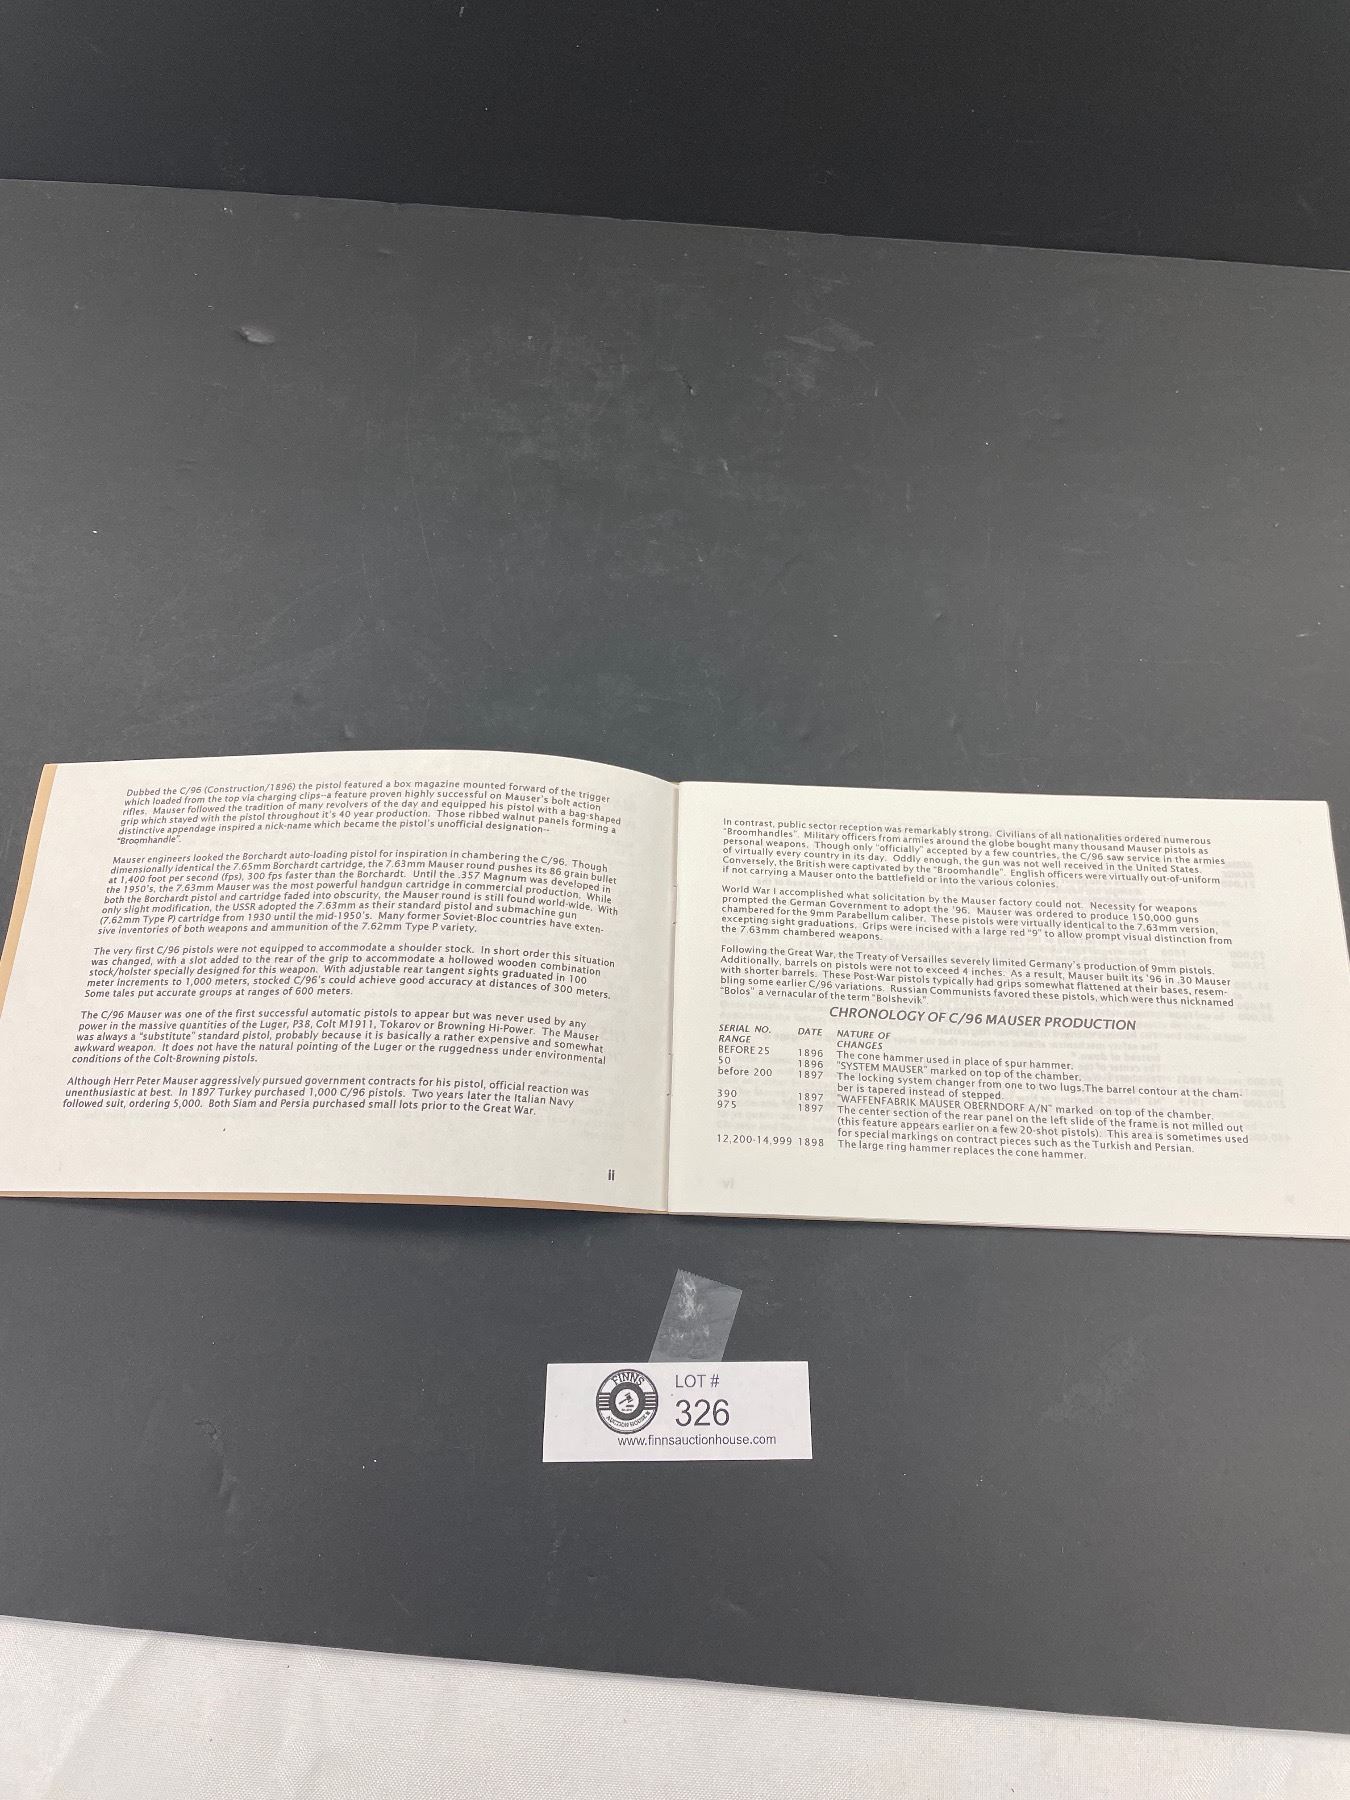 Dubbed the C/96 (Construction/1896) the pistol featured a box magazine mounted forward of the trigger
which loaded from the top via charging clips--a feature proven highly successful on Mauser's bolt action
rifles. Mauser followed the tradition of many revolvers of the day and equipped his pistol with a bag-shaped
grip which stayed with the pistol throughout it's 40 year production. Those ribbed walnut panels forming a
distinctive appendage inspired a nick-name which became the pistol's unofficial designation--
"Broomhandle".
Mauser engineers looked the Borchardt auto-loading pistol for inspiration in chambering the C/96. Though
dimensionally identical the 7.65mm Borchardt cartridge, the 7.63mm Mauser round pushes its 86 grain bullet
at 1,400 foot per second (fps), 300 fps faster than the Borchardt. Until the .357 Magnum was developed in
the 1950's, the 7.63mm Mauser was the most powerful handgun cartridge in commercial production. While
both the Borchardt pistol and cartridge faded into obscurity, the Mauser round is still found world-wide. With
only slight modification, the USSR adopted the 7.63mm as their standard pistol and submachine gun
(7.62mm Type P) cartridge from 1930 until the mid-1950's. Many former Soviet-Bloc countries have exten-
sive inventories of both weapons and ammunition of the 7.62mm Type P variety.
The very first C/96 pistols were not equipped to accommodate a shoulder stock. In short order this situation
was changed, with a slot added to the rear of the grip to accommodate a hollowed wooden combination
stock/holster specially designed for this weapon. With adjustable rear tangent sights graduated in 100
meter increments to 1,000 meters, stocked C/96's could achieve good accuracy at distances of 300 meters.
Some tales put accurate groups at ranges of 600 meters.
The C/96 Mauser was one of the first successful automatic pistols to appear but was never used by any
power in the massive quantities of the Luger, P38, Colt M1911, Tokarov or Browning Hi-Power. The Mauser
was always a "substitute" standard pistol, probably because it is basically a rather expensive and somewhat
awkward weapon. It does not have the natural pointing of the Luger or the ruggedness under environmental
conditions of the Colt-Browning pistols.
Although Herr Peter Mauser aggressively pursued government contracts for his pistol, official reaction was
unenthusiastic at best. In 1897 Turkey purchased 1,000 C/96 pistols. Two years later the Italian Navy
followed suit, ordering 5,000. Both Siam and Persia purchased small lots prior to the Great War.
ii
In contrast, public sector reception was remarkably strong. Civilians of all nationalities ordered numerous
"Broomhandles". Military officers from armies around the globe bought many thousand Mauser pistols as
personal weapons. Though only "officially" accepted by a few countries, the C/96 saw service in the armies
of virtually every country in its day. Oddly enough, the gun was not well received in the United States.
Conversely, the British were captivated by the "Broomhandle". English officers were virtually out-of-uniform
if not carrying a Mauser onto the battlefield or into the various colonies.
World War I accomplished what solicitation by the Mauser factory could not. Necessity for weapons
prompted the German Government to adopt the '96. Mauser was ordered to produce 150,000 guns
chambered for the 9mm Parabellum caliber. These pistols were virtually identical to the 7.63mm version,
excepting sight graduations. Grips were incised with a large red "9" to allow prompt visual distinction from
the 7.63mm chambered weapons.
Following the Great War, the Treaty of Versailles severely limited Germany's production of 9mm pistols.
Additionally, barrels on pistols were not to exceed 4 inches. As a result, Mauser built its '96 in .30 Mauser
with shorter barrels. These Post-War pistols typically had grips somewhat flattened at their bases, resem-
bling some earlier C/96 variations. Russian Communists favored these pistols, which were thus nicknamed
"Bolos" a vernacular of the term "Bolshevik".
CHRONOLOGY OF C/96 MAUSER PRODUCTION
SERIAL NO. DATE NATURE OF
RANGE CHANGES
BEFORE 25 1896 The cone hammer used in place of spur hammer.
50 1896 "SYSTEM MAUSER" marked on top of the chamber.
before 200 1897 The locking system changer from one to two lugs.The barrel contour at the cham-
ber is tapered instead of stepped.
390 1897 "WAFFENFABRIK MAUSER OBERNDORF A/N" marked on top of the chamber.
975 1897 The center section of the rear panel on the left slide of the frame is not milled out
(this feature appears earlier on a few 20-shot pistols). This area is sometimes used
for special markings on contract pieces such as the Turkish and Persian.
12,200-14,999 1898 The large ring hammer replaces the cone hammer.
FINNS
AUCTION HOUSE
LOT #
326
www.finnsauctionhouse.com